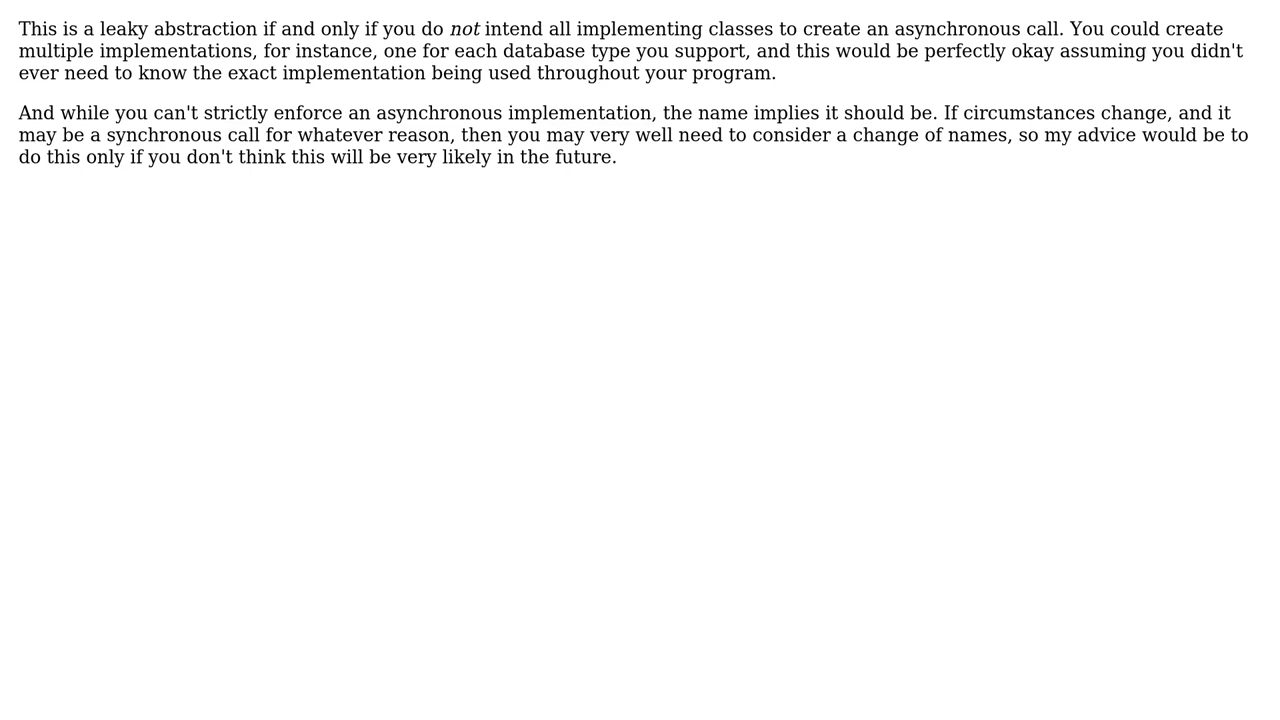 This is a leaky abstraction if and only if you do not intend all implementing classes to create an asynchronous call. You could create
multiple implementations, for instance, one for each database type you support, and this would be perfectly okay assuming you didn't
ever need to know the exact implementation being used throughout your program.
And while you can't strictly enforce an asynchronous implementation, the name implies it should be. If circumstances change, and it
may be a synchronous call for whatever reason, then you may very well need to consider a change of names, so my advice would be to
do this only if you don't think this will be very likely in the future.